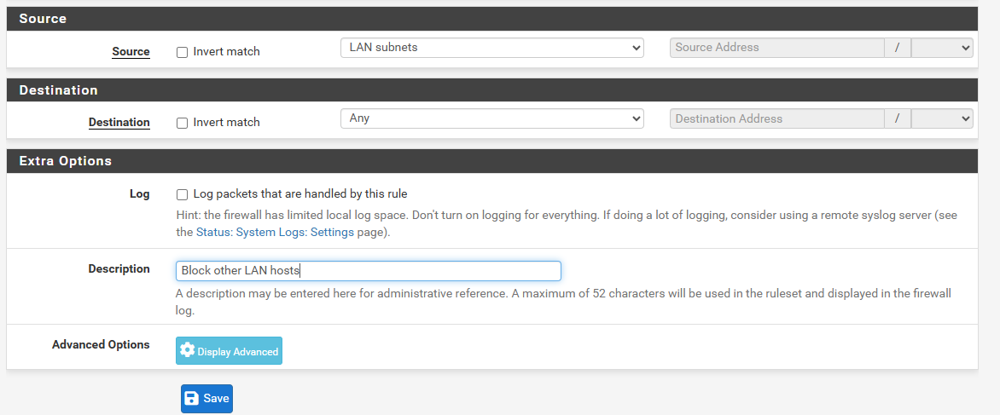 Source
Source Invert match LAN subnets Source Address /
Destination
Destination Invert match Any Destination Address /
Extra Options
Log Log packets that are handled by this rule
Hint: the firewall has limited local log space. Don't turn on logging for everything. If doing a lot of logging, consider using a remote syslog server (see
the Status: System Logs: Settings page).
Description Block other LAN hosts
A description may be entered here for administrative reference. A maximum of 52 characters will be used in the ruleset and displayed in the firewall
log.
Advanced Options Display Advanced
Save